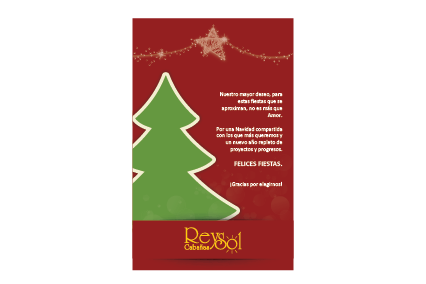 Nuestro mayor deseo, para
estas fiestas que se
aproximan, no es más que
Amor.
Por una Navidad compartida
con los que más queremos y
un nuevo año repleto de
proyectos y progresos.
FELICES FIESTAS.
¡Gracias por elegirnos!
Rey Sol
Cabañas